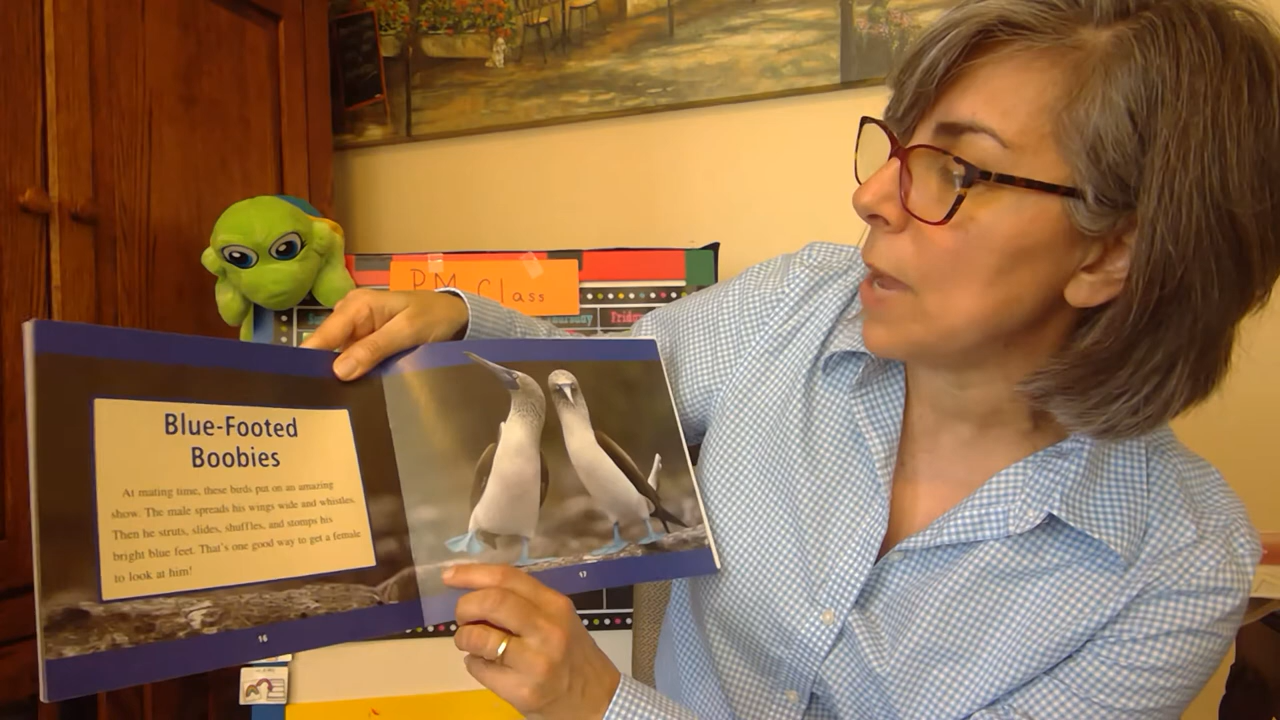 PM Class
Thursday Friday
Blue-Footed
Boobies
At mating time, these birds put on an amazing
show. The male spreads his wings wide and whistles.
Then he struts, slides, shuffles, and stomps his
bright blue feet. That's one good way to get a female
to look at him!
16
17